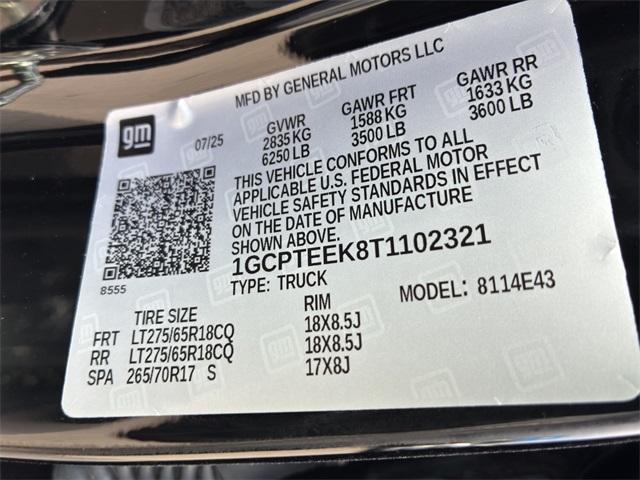 MFD BY GENERAL MOTORS LLC
gm
07/25
GVWR
2835 KG
6250 LB
GAWR FRT
1588 KG
3500 LB
GAWR RR
1633 KG
3600 LB
THIS VEHICLE CONFORMS TO ALL
APPLICABLE U.S. FEDERAL MOTOR
VEHICLE SAFETY STANDARDS IN EFFECT
ON THE DATE OF MANUFACTURE
SHOWN ABOVE.
8555
1GCPTEEK8T1102321
TYPE: TRUCK
MODEL: 8114E43
TIRE SIZE RIM
FRT LT275/65R18CQ 18X8.5J
RR LT275/65R18CQ 18X8.5J
SPA 265/70R17 S 17X8J